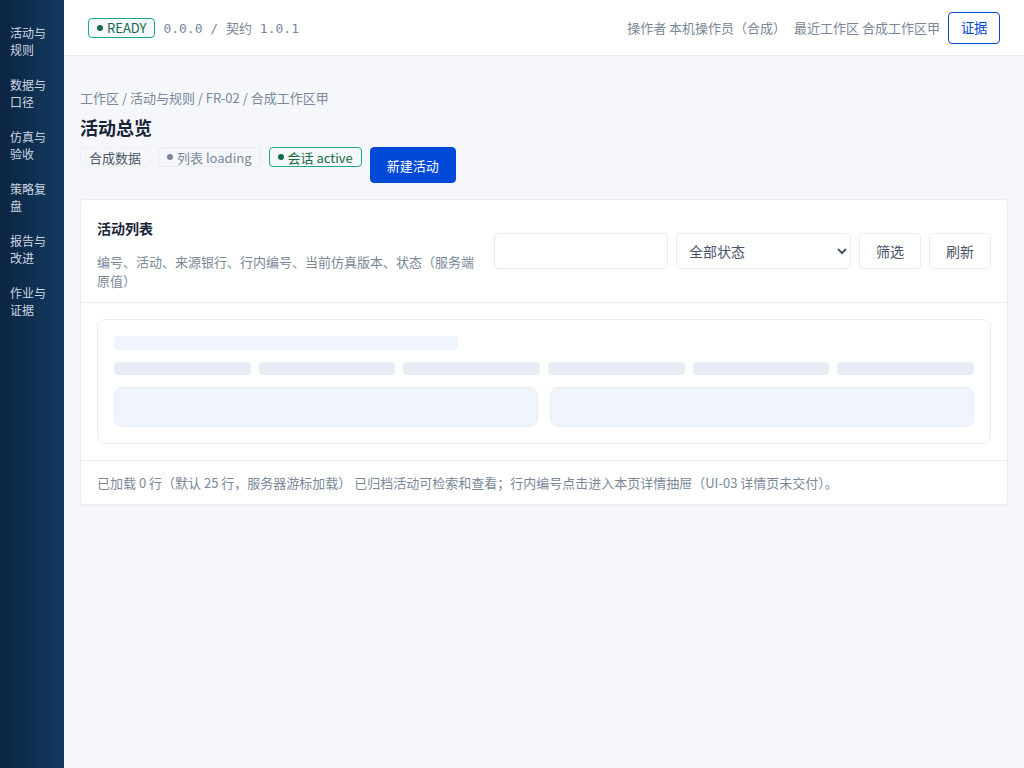 活动与
规则
数据与
口径
仿真与
验收
策略复
盘
报告与
改进
作业与
证据
READY 0.0.0 / 契约 1.0.1 操作者 本机操作员（合成） 最近工作区 合成工作区甲 证据
工作区 / 活动与规则 / FR-02 / 合成工作区甲
活动总览
合成数据 列表 loading 会话 active 新建活动
活动列表
编号、活动、来源银行、行内编号、当前仿真版本、状态（服务端
原值）
全部状态 筛选 刷新
已加载 0 行（默认 25 行，服务器游标加载） 已归档活动可检索和查看；行内编号点击进入本页详情抽屉（UI-03 详情页未交付）。